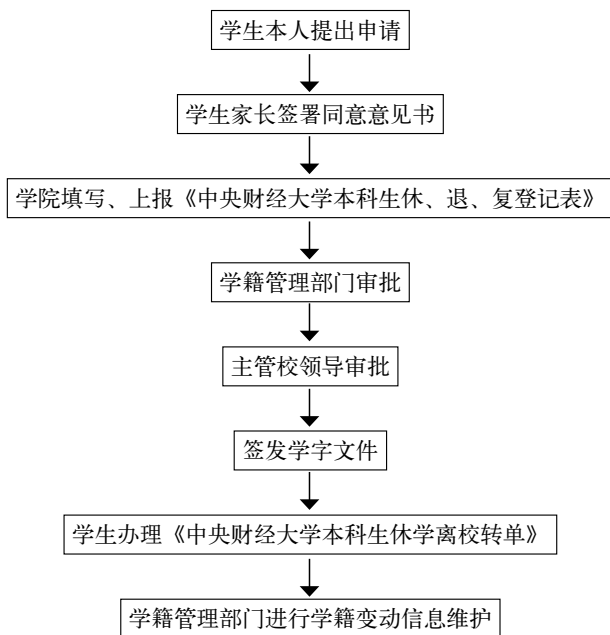 学生本人提出申请
学生家长签署同意意见书
学院填写、上报《中央财经大学本科生休、退、复登记表》
学籍管理部门审批
主管校领导审批
签发学字文件
学生办理《中央财经大学本科生休学离校转单》
学籍管理部门进行学籍变动信息维护